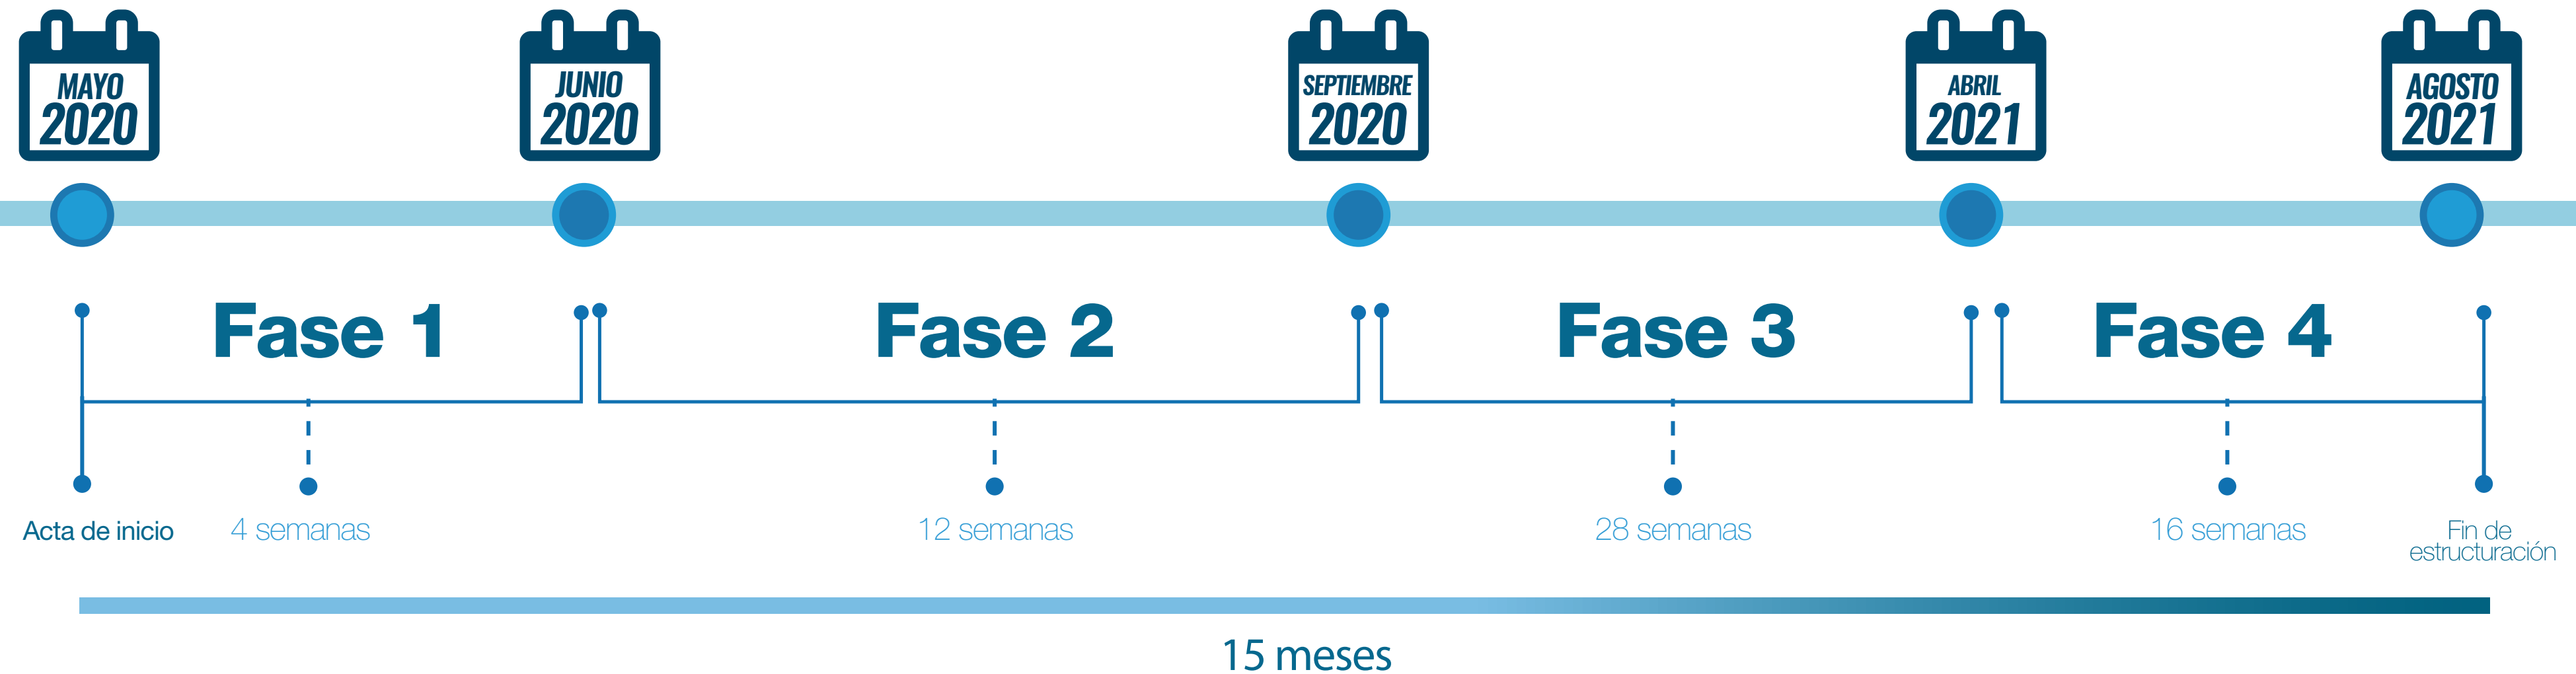 MAYO
2020
JUNIO
2020
SEPTIEMBRE
2020
ABRIL
2021
AGOSTO
2021
Fase 1
Fase 2
Fase 3
Fase 4
Acta de inicio
4 semanas
12 semanas
28 semanas
16 semanas
Fin de
estructuración
15 meses